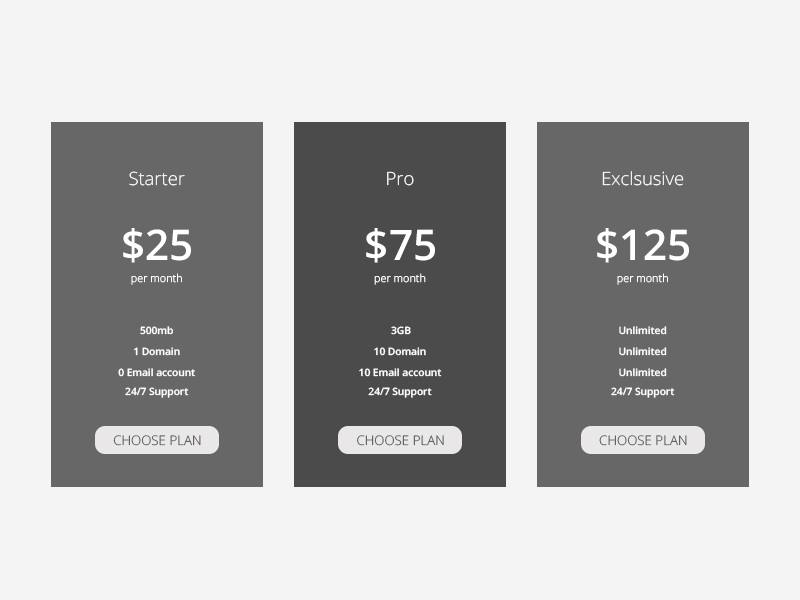 Starter
$25
per month
500mb
1 Domain
0 Email account
24/7 Support
CHOOSE PLAN
Pro
$75
per month
3GB
10 Domain
10 Email account
24/7 Support
CHOOSE PLAN
Exclsusive
$125
per month
Unlimited
Unlimited
Unlimited
24/7 Support
CHOOSE PLAN